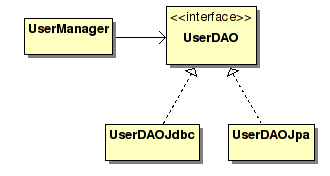 UserManager
<<interface>>
UserDAO
UserDAOJdbc
UserDAOJpa